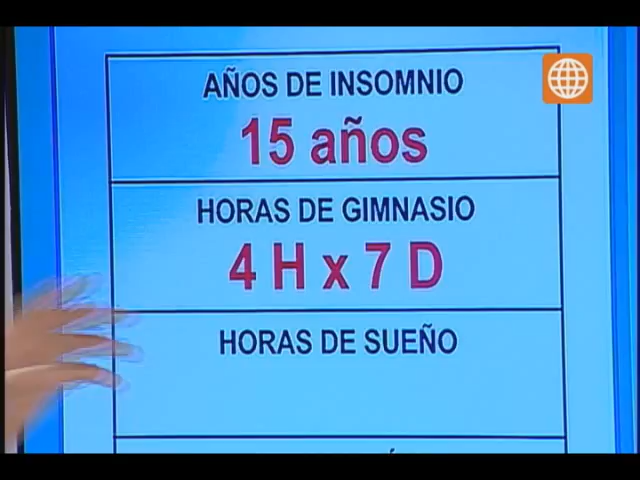 AÑOS DE INSOMNIO
15 años
HORAS DE GIMNASIO
4 H x 7 D
HORAS DE SUEÑO